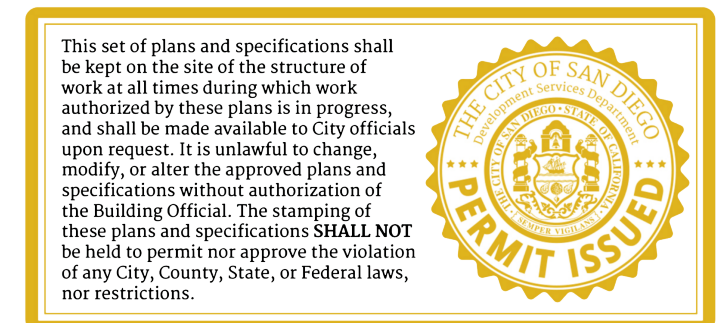 This set of plans and specifications shall
be kept on the site of the structure of
work at all times during which work
authorized by these plans is in progress,
and shall be made available to City officials
upon request. It is unlawful to change,
modify, or alter the approved plans and
specifications without authorization of
the Building Official. The stamping of
these plans and specifications SHALL NOT
be held to permit nor approve the violation
of any City, County, State, or Federal laws,
nor restrictions.
THE CITY OF SAN DIEGO
Development Services Department
THE CITY OF SAN DIEGO · STATE OF CALIFORNIA
SEMPER VIGILANS
PERMIT ISSUED